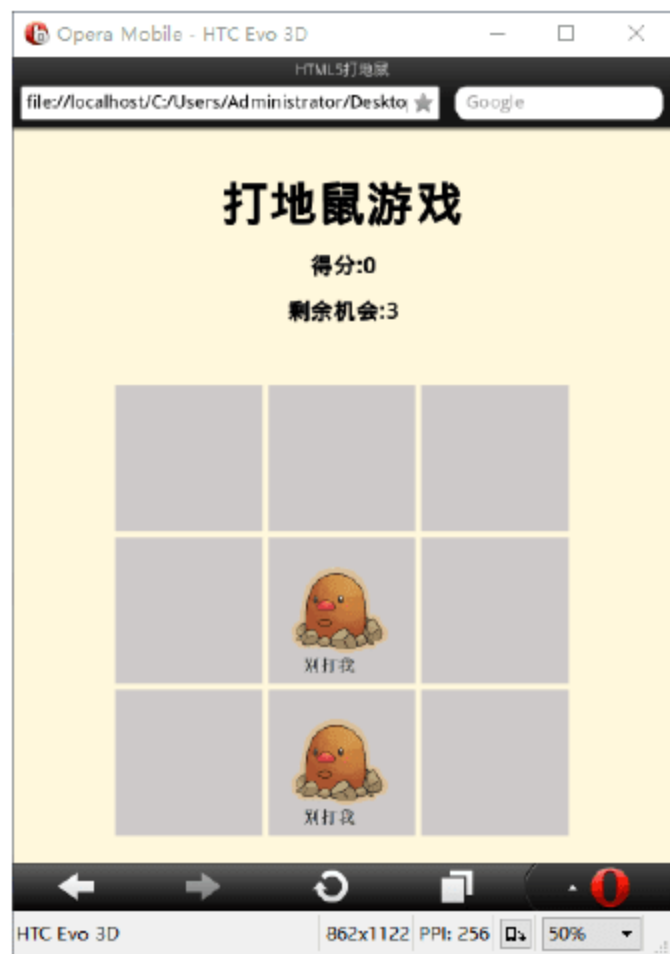 Opera Mobile - HTC Evo 3D
HTML5打地鼠
file://localhost/C:/Users/Administrator/Deskto
Google
打地鼠游戏
得分:0
剩余机会:3
别打我
别打我
HTC Evo 3D
862x1122
PPI: 256
50%